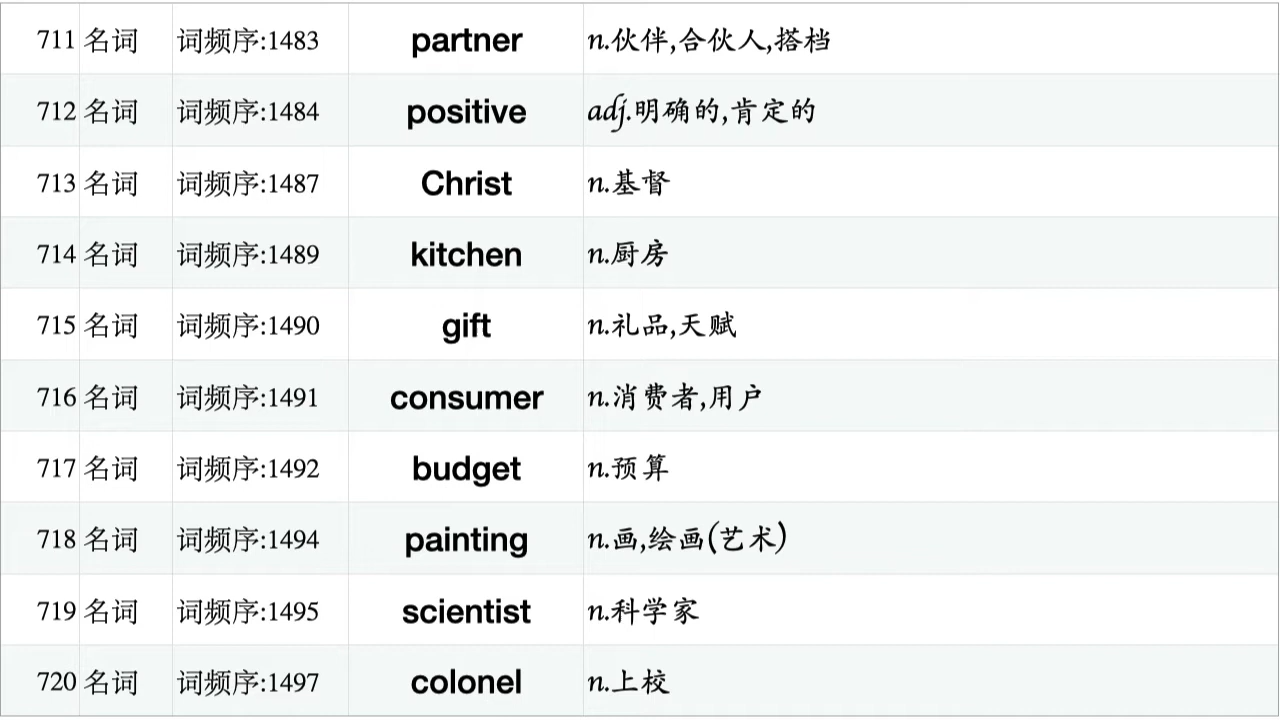 711 名词 词频序:1483 partner n.伙伴,合伙人,搭档
712 名词 词频序:1484 positive adj.明确的,肯定的
713 名词 词频序:1487 Christ n.基督
714 名词 词频序:1489 kitchen n.厨房
715 名词 词频序:1490 gift n.礼品,天赋
716 名词 词频序:1491 consumer n.消费者,用户
717 名词 词频序:1492 budget n.预算
718 名词 词频序:1494 painting n.画,绘画(艺术)
719 名词 词频序:1495 scientist n.科学家
720 名词 词频序:1497 colonel n.上校